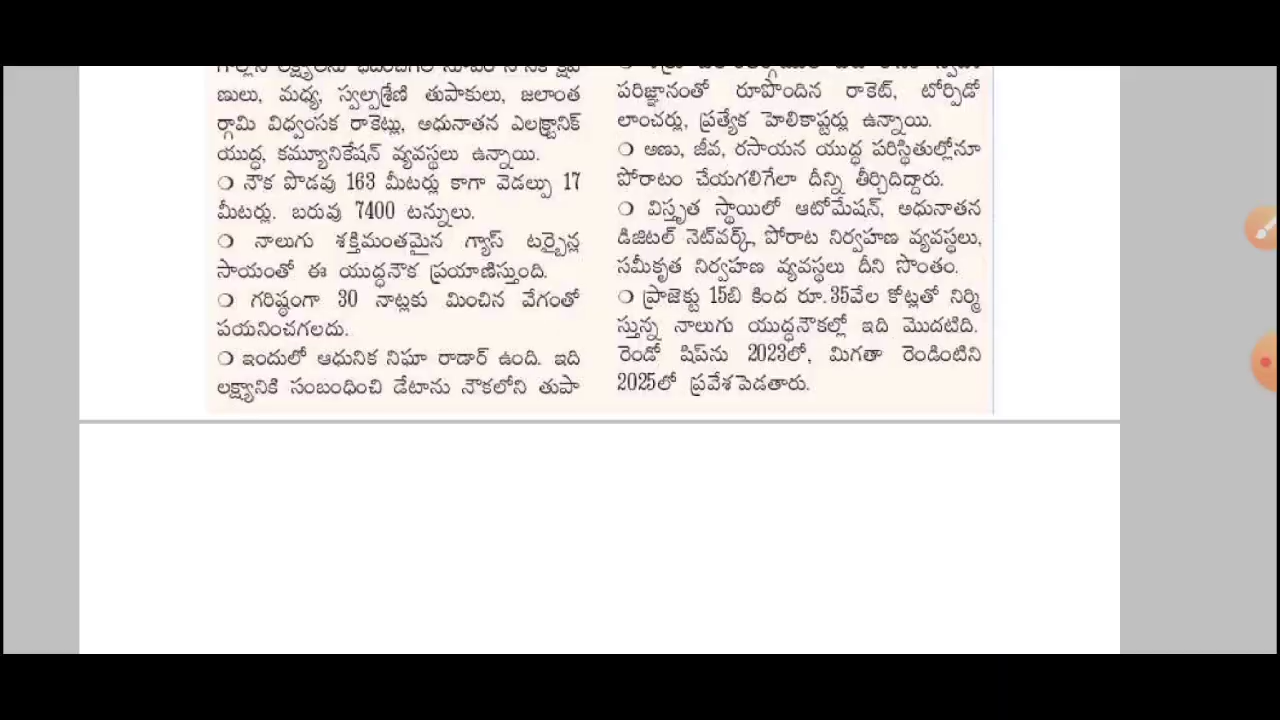 ణులు, మధ్య, స్వల్పశ్రేణి తుపాకులు, జలాంత
ర్గామి విధ్వంసక రాకెట్లు, అధునాతన ఎలక్ట్రానిక్
యుద్ధ, కమ్యూనికేషన్ వ్యవస్థలు ఉన్నాయి.
❍ నౌక పొడవు 163 మీటర్లు కాగా వెడల్పు 17
మీటర్లు. బరువు 7400 టన్నులు.
❍ నాలుగు శక్తిమంతమైన గ్యాస్ టర్బైన్ల
సాయంతో ఈ యుద్ధనౌక ప్రయాణిస్తుంది.
❍ గరిష్ఠంగా 30 నాట్లకు మించిన వేగంతో
పయనించగలదు.
❍ ఇందులో ఆధునిక నిఘా రాడార్ ఉంది. ఇది
లక్ష్యానికి సంబంధించి డేటాను నౌకలోని తుపా
పరిజ్ఞానంతో రూపొందిన రాకెట్, టోర్పిడో
లాంచర్లు, ప్రత్యేక హెలికాప్టర్లు ఉన్నాయి.
❍ అణు, జీవ, రసాయన యుద్ధ పరిస్థితుల్లోనూ
పోరాటం చేయగలిగేలా దీన్ని తీర్చిదిద్దారు.
❍ విస్తృత స్థాయిలో ఆటోమేషన్, అధునాతన
డిజిటల్ నెట్‌వర్క్, పోరాట నిర్వహణ వ్యవస్థలు,
సమీకృత నిర్వహణ వ్యవస్థలు దీని సొంతం.
❍ ప్రాజెక్టు 15బి కింద రూ.35వేల కోట్లతో నిర్మి
స్తున్న నాలుగు యుద్ధనౌకల్లో ఇది మొదటిది.
రెండో షిప్‌ను 2023లో, మిగతా రెండింటిని
2025లో ప్రవేశపెడతారు.